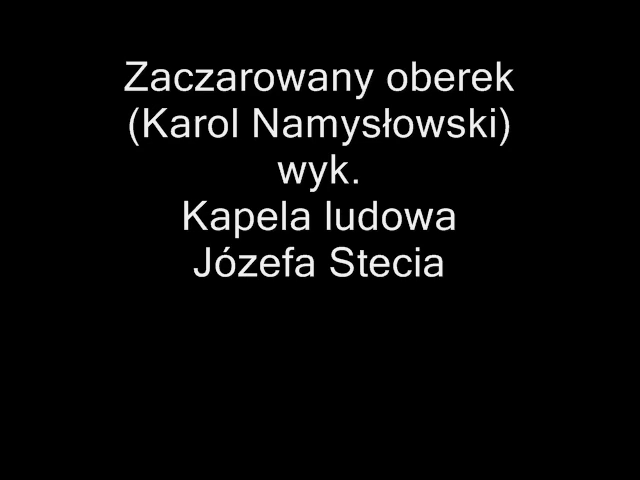 Zaczarowany oberek
(Karol Namysłowski)
wyk.
Kapela ludowa
Józefa Stecia